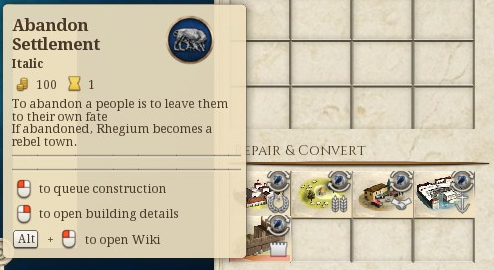 Abandon
Settlement
Italic
100 1
To abandon a people is to leave them
to their own fate
If abandoned, Rhegium becomes a
rebel town.
EPAIR & CONVERT
to queue construction
to open building details
Alt + to open Wiki